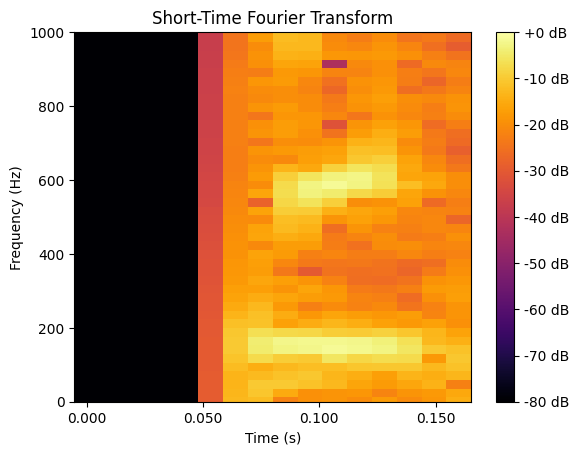 Short-Time Fourier Transform
Frequency (Hz)
1000
800
600
400
200
0
0.000
0.050
0.100
0.150
Time (s)
+0 dB
-10 dB
-20 dB
-30 dB
-40 dB
-50 dB
-60 dB
-70 dB
-80 dB